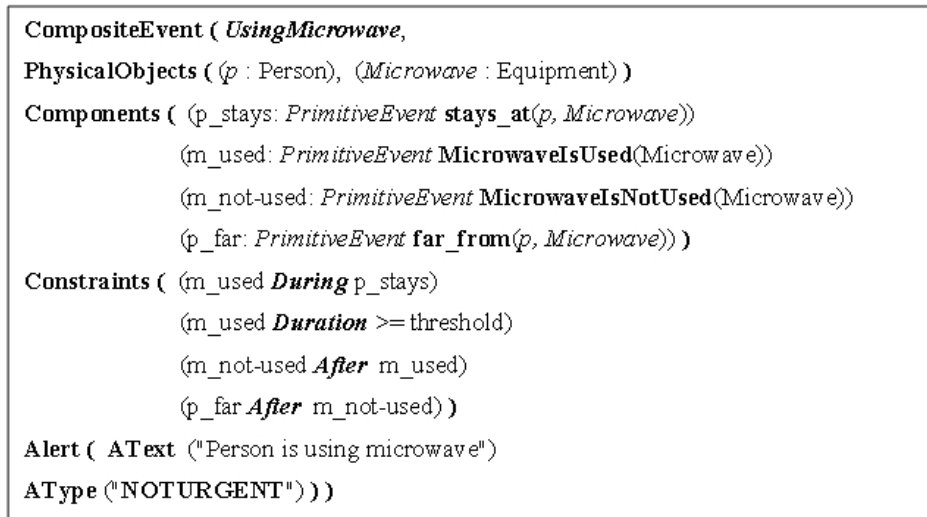 CompositeEvent ( UsingMicrowave,
PhysicalObjects ( (p : Person), (Microwave : Equipment) )
Components ( (p_stays: PrimitiveEvent stays_at(p, Microwave))
(m_used: PrimitiveEvent MicrowaveIsUsed(Microwave))
(m_not-used: PrimitiveEvent MicrowaveIsNotUsed(Microwave))
(p_far: PrimitiveEvent far_from(p, Microwave)) )
Constraints ( (m_used During p_stays)
(m_used Duration >= threshold)
(m_not-used After m_used)
(p_far After m_not-used) )
Alert ( AText ("Person is using microwave")
AType ("NOTURGENT") ) )